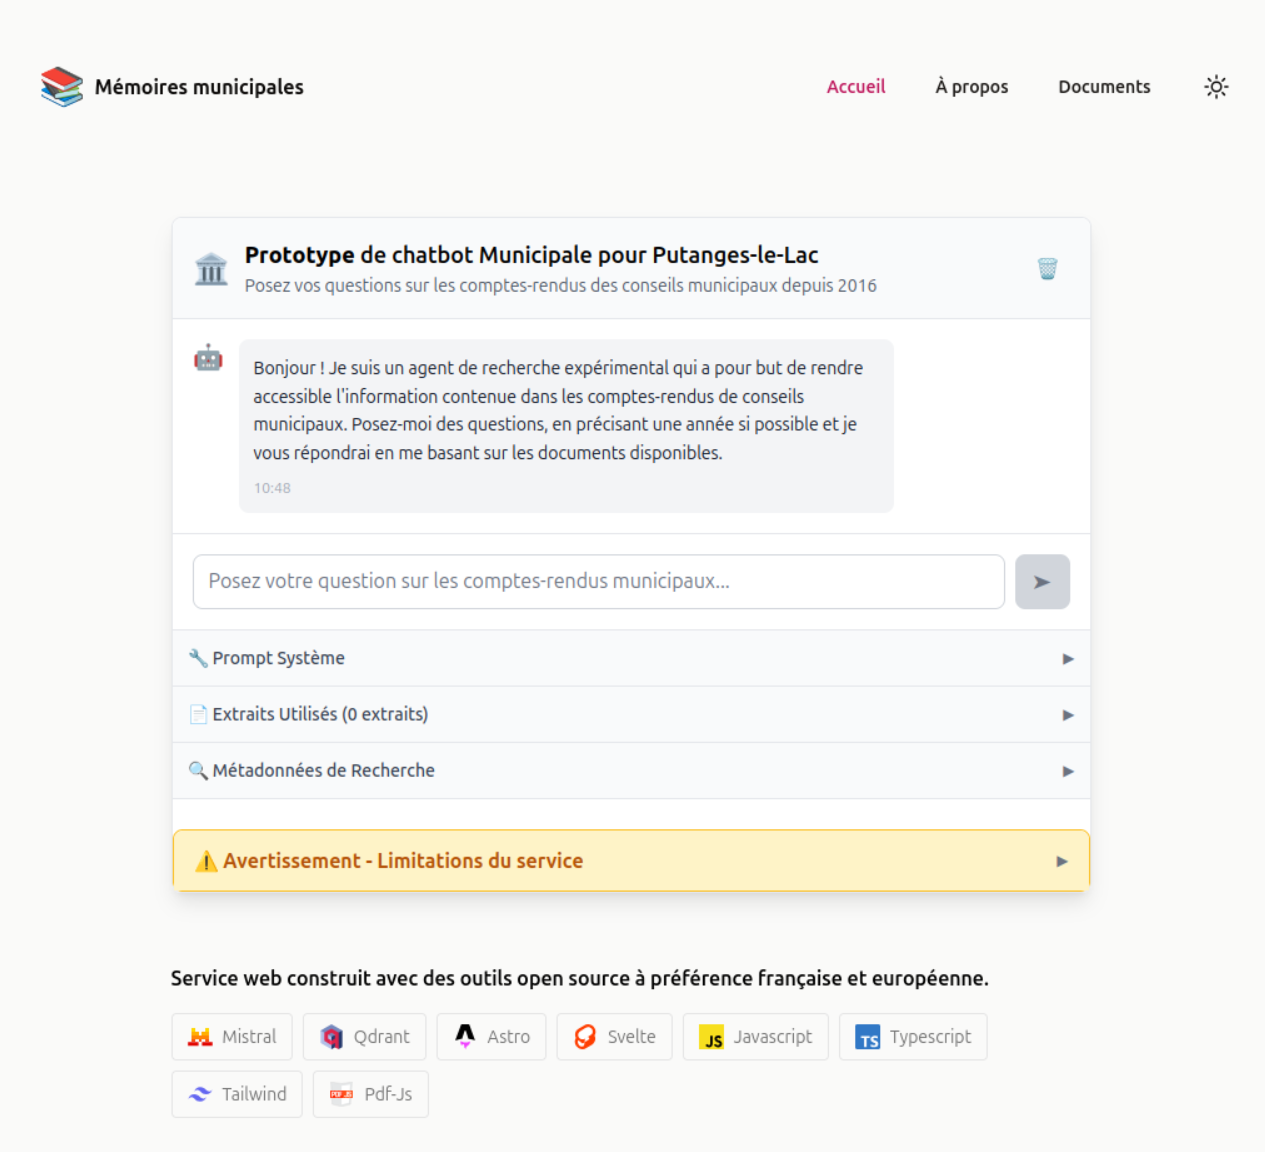 Mémoires municipales
Accueil
À propos
Documents
Prototype de chatbot Municipale pour Putanges-le-Lac
Posez vos questions sur les comptes-rendus des conseils municipaux depuis 2016
Bonjour ! Je suis un agent de recherche expérimental qui a pour but de rendre
accessible l'information contenue dans les comptes-rendus de conseils
municipaux. Posez-moi des questions, en précisant une année si possible et je
vous répondrai en me basant sur les documents disponibles.
10:48
Posez votre question sur les comptes-rendus municipaux...
Prompt Système
Extraits Utilisés (0 extraits)
Métadonnées de Recherche
Avertissement - Limitations du service
Service web construit avec des outils open source à préférence française et européenne.
Mistral
Qdrant
Astro
Svelte
JS Javascript
TS Typescript
Tailwind
PDF JS Pdf-Js